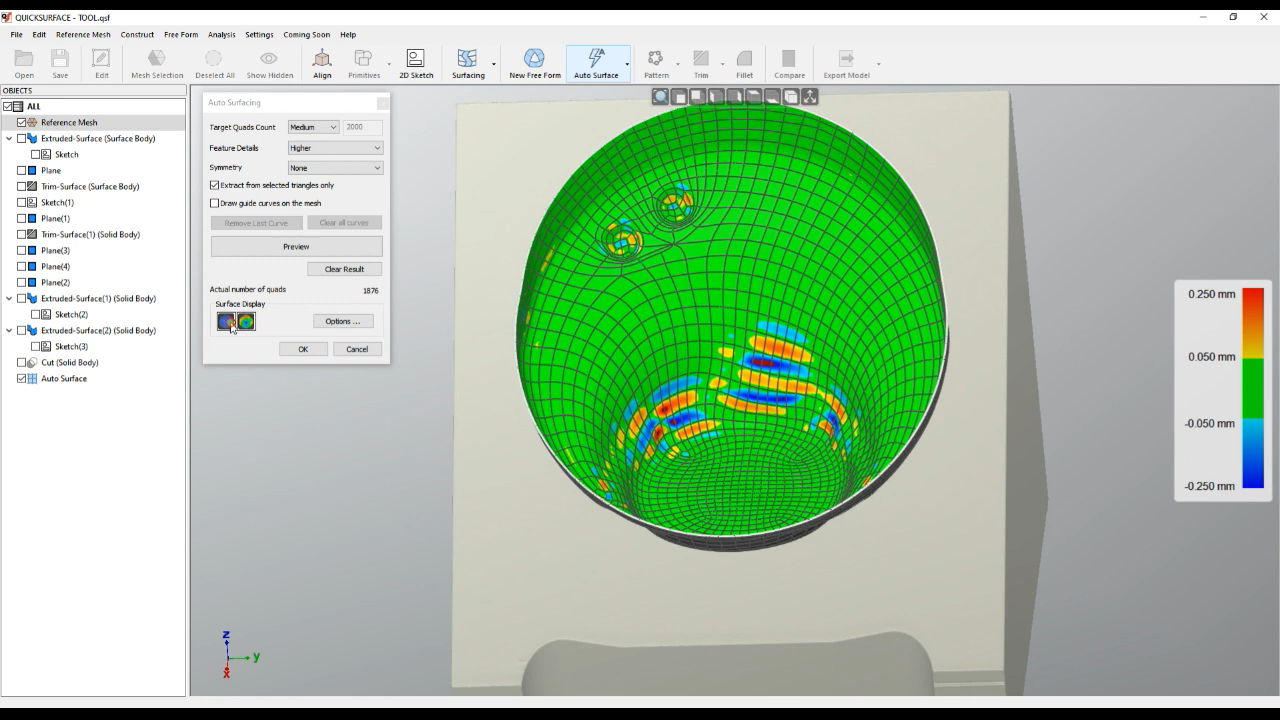 QUICKSURFACE - TOOL.qsf
File Edit Reference Mesh Construct Free Form Analysis Settings Coming Soon Help
Open Save Edit Mesh Selection Deselect All Show Hidden Align Primitives 2D Sketch Surfacing New Free Form Auto Surface Pattern Trim Fillet Compare Export Model
OBJECTS
ALL
Reference Mesh
Extruded-Surface (Surface Body)
Sketch
Plane
Trim-Surface (Surface Body)
Sketch(1)
Plane(1)
Trim-Surface(1) (Solid Body)
Plane(3)
Plane(4)
Plane(2)
Extruded-Surface(1) (Solid Body)
Sketch(2)
Extruded-Surface(2) (Solid Body)
Sketch(3)
Cut (Solid Body)
Auto Surface
Auto Surfacing
Target Quads Count Medium 2000
Feature Details Higher
Symmetry None
Extract from selected triangles only
Draw guide curves on the mesh
Remove Last Curve Clear all curves
Preview
Clear Result
Actual number of quads 1876
Surface Display
Options ...
OK Cancel
0.250 mm
0.050 mm
-0.050 mm
-0.250 mm
z
y
x